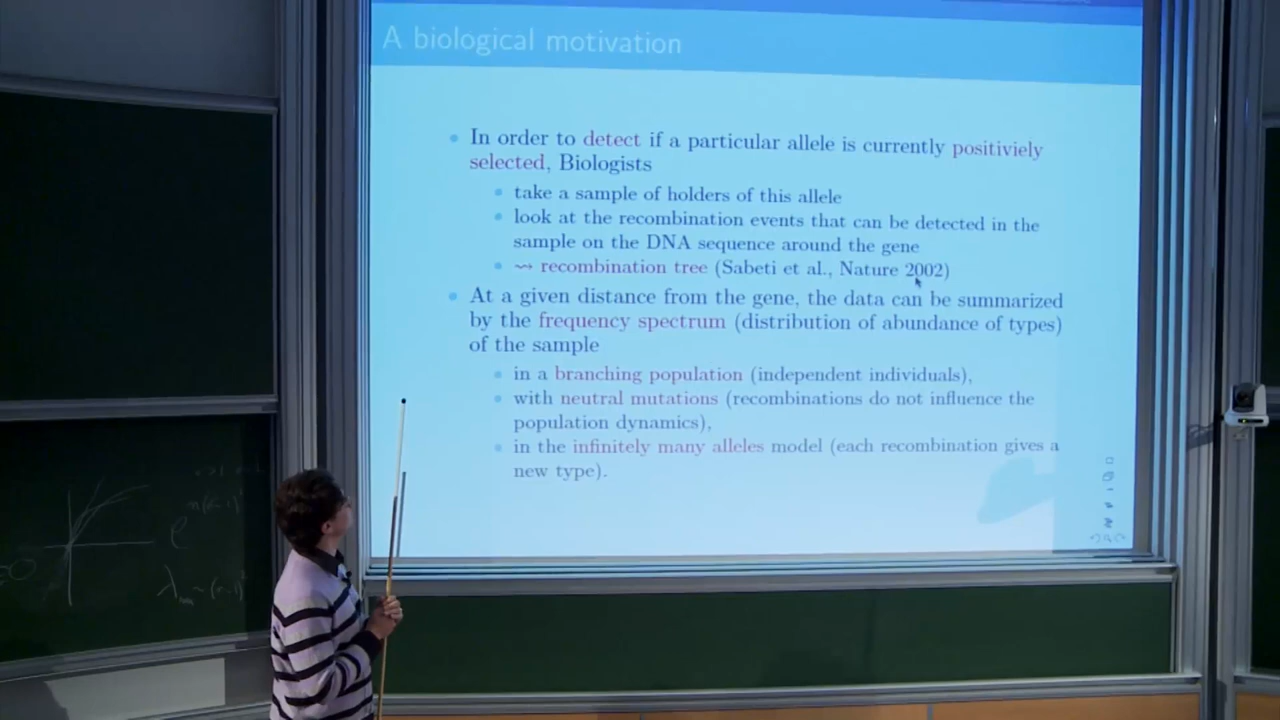 A biological motivation
In order to detect if a particular allele is currently positiviely
selected, Biologists
take a sample of holders of this allele
look at the recombination events that can be detected in the
sample on the DNA sequence around the gene
⇝ recombination tree (Sabeti et al., Nature 2002)
At a given distance from the gene, the data can be summarized
by the frequency spectrum (distribution of abundance of types)
of the sample
in a branching population (independent individuals),
with neutral mutations (recombinations do not influence the
population dynamics),
in the infinitely many alleles model (each recombination gives a
new type).